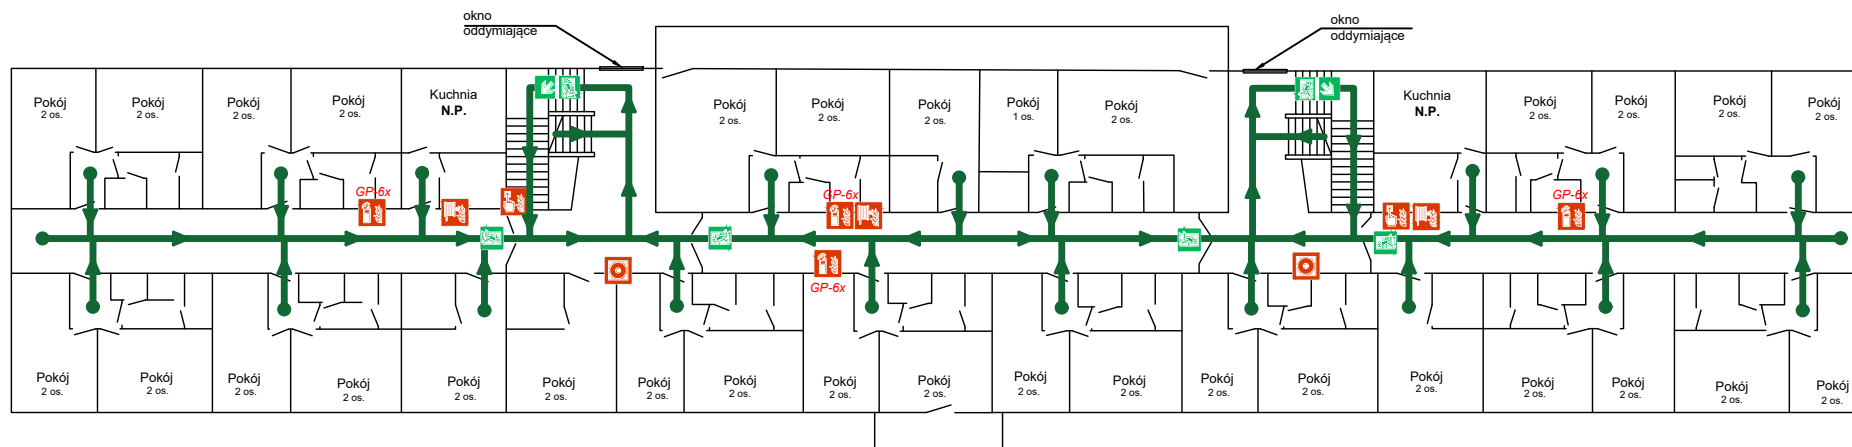 okno
oddymiające
okno
oddymiające
Pokój
2 os.
Pokój
2 os.
Pokój
2 os.
Pokój
2 os.
Kuchnia
N.P.
Pokój
2 os.
Pokój
2 os.
Pokój
2 os.
Pokój
1 os.
Pokój
2 os.
Kuchnia
N.P.
Pokój
2 os.
Pokój
2 os.
Pokój
2 os.
Pokój
2 os.
GP-6x
GP-6x
GP-6x
GP-6x
Pokój
2 os.
Pokój
2 os.
Pokój
2 os.
Pokój
2 os.
Pokój
2 os.
Pokój
2 os.
Pokój
2 os.
Pokój
2 os.
Pokój
2 os.
Pokój
2 os.
Pokój
2 os.
Pokój
2 os.
Pokój
2 os.
Pokój
2 os.
Pokój
2 os.
Pokój
2 os.
Pokój
2 os.
Pokój
2 os.
Pokój
2 os.